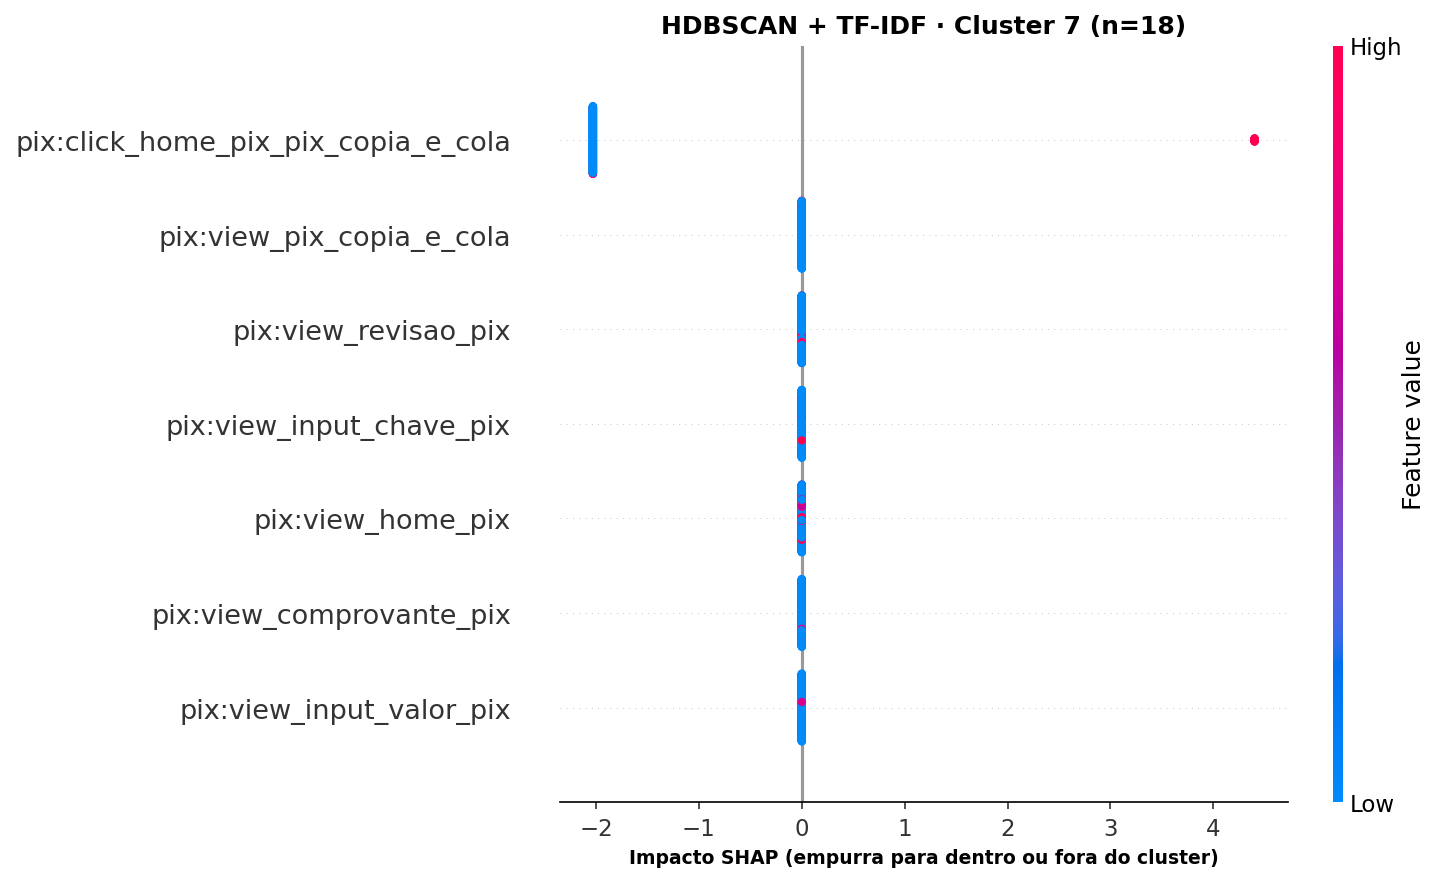 HDBSCAN + TF-IDF · Cluster 7 (n=18)
High
pix:click_home_pix_pix_copia_e_cola
pix:view_pix_copia_e_cola
pix:view_revisao_pix
pix:view_input_chave_pix
pix:view_home_pix
pix:view_comprovante_pix
pix:view_input_valor_pix
Feature value
Low
−2 −1 0 1 2 3 4
Impacto SHAP (empurra para dentro ou fora do cluster)